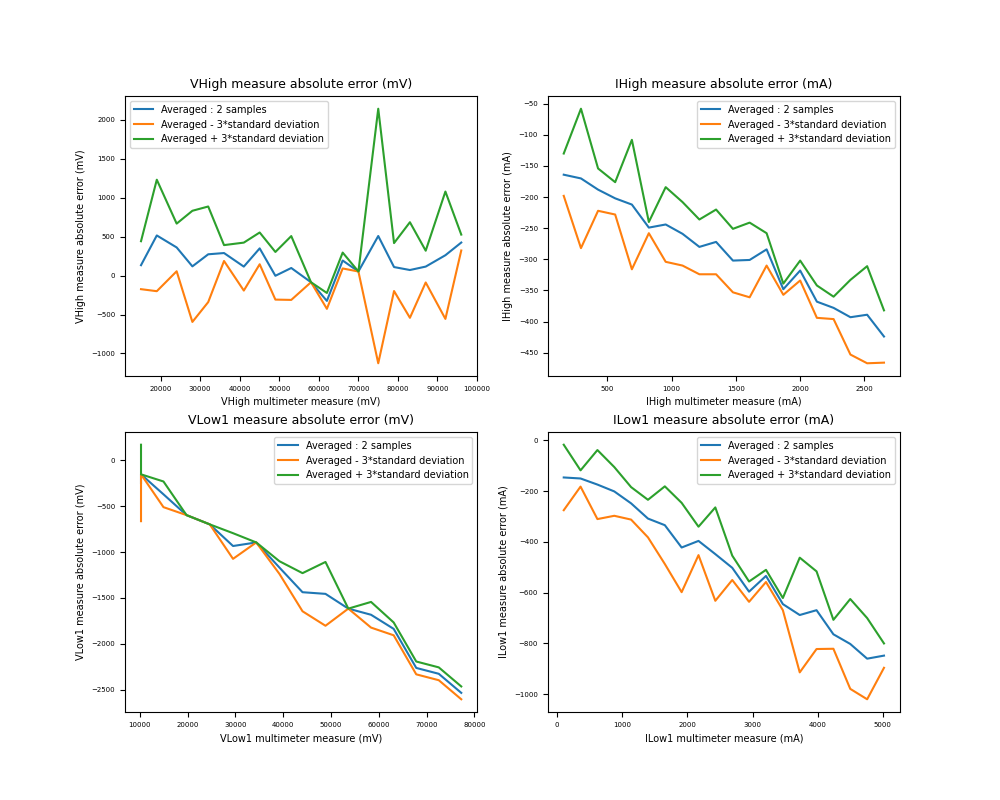 VHigh measure absolute error (mV)
Averaged : 2 samples
Averaged - 3*standard deviation
Averaged + 3*standard deviation
VHigh measure absolute error (mV)
2000
1500
1000
500
0
−500
−1000
20000 30000 40000 50000 60000 70000 80000 90000 100000
VHigh multimeter measure (mV)
IHigh measure absolute error (mA)
Averaged : 2 samples
Averaged - 3*standard deviation
Averaged + 3*standard deviation
IHigh measure absolute error (mA)
−50
−100
−150
−200
−250
−300
−350
−400
−450
500 1000 1500 2000 2500
IHigh multimeter measure (mA)
VLow1 measure absolute error (mV)
Averaged : 2 samples
Averaged - 3*standard deviation
Averaged + 3*standard deviation
VLow1 measure absolute error (mV)
0
−500
−1000
−1500
−2000
−2500
10000 20000 30000 40000 50000 60000 70000 80000
VLow1 multimeter measure (mV)
ILow1 measure absolute error (mA)
Averaged : 2 samples
Averaged - 3*standard deviation
Averaged + 3*standard deviation
ILow1 measure absolute error (mA)
0
−200
−400
−600
−800
−1000
0 1000 2000 3000 4000 5000
ILow1 multimeter measure (mA)